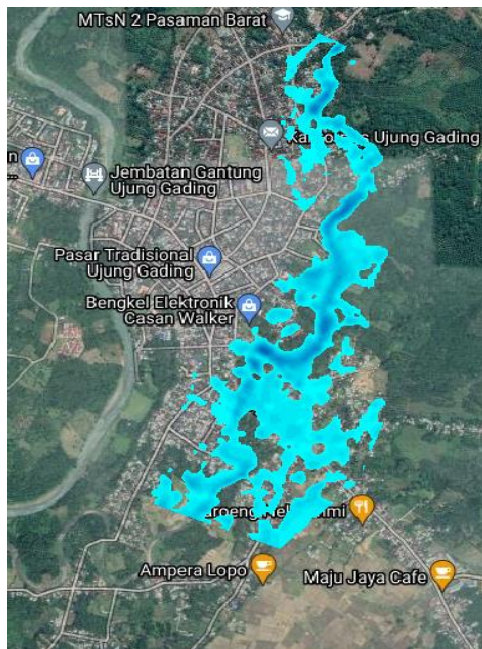 MTsN 2 Pasaman Barat
Ujung Gading
Jembatan Gantung
Ujung Gading
Pasar Tradisional
Ujung Gading
Bengkel Elektronik
Casan Walker
Ampera Lopo
Maju Jaya Cafe